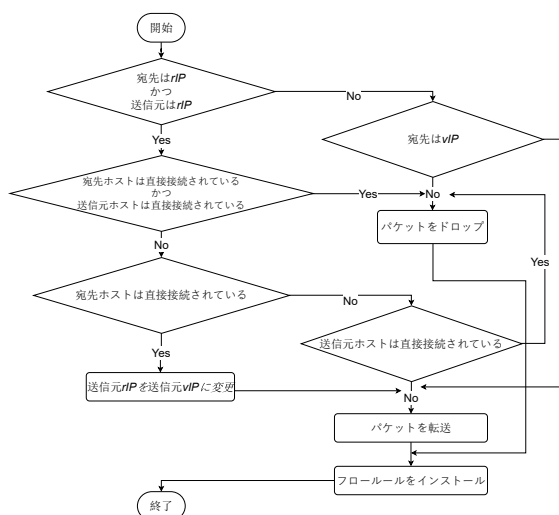 開始
宛先はrIP
かつ
送信元はrIP
No
宛先はvIP
Yes
宛先ホストは直接接続されている
かつ
送信元ホストは直接接続されている
Yes
No
パケットをドロップ
No
Yes
宛先ホストは直接接続されている
No
送信元ホストは直接接続されている
Yes
送信元rIPを送信元vIPに変更
No
パケットを転送
フロールールをインストール
終了